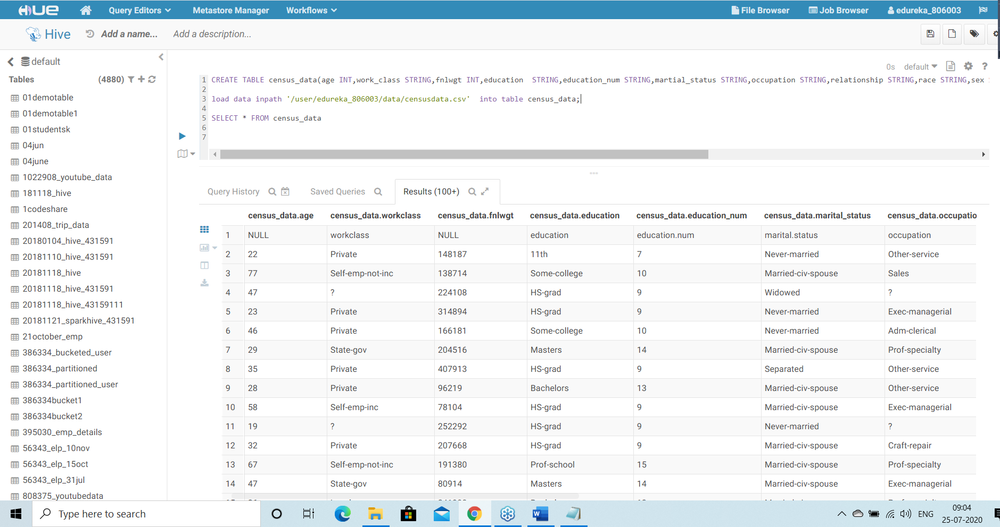 HUE Query Editors Metastore Manager Workflows File Browser Job Browser edureka_806003
Hive Add a name... Add a description...
default
Tables (4880)
01demotable
01demotable1
01studentsk
04jun
04june
1022908_youtube_data
181118_hive
1codeshare
201408_trip_data
20180104_hive_431591
20181110_hive_431591
20181118_hive
20181118_hive_431591
20181118_hive_43159111
20181121_sparkhive_431591
21october_emp
386334_bucketed_user
386334_partitioned
386334_partitioned_user
386334bucket1
386334bucket2
395030_emp_details
56343_elp_10nov
56343_elp_15oct
56343_elp_31jul
808375_youtubedata
0s default ?
1 CREATE TABLE census_data(age INT,work_class STRING,fnlwgt INT,education  STRING,education_num STRING,martial_status STRING,occupation STRING,relationship STRING,race STRING,sex
2
3 load data inpath '/user/edureka_806003/data/censusdata.csv'  into table census_data;
4
5 SELECT * FROM census_data
6
7
Query History Saved Queries Results (100+)
census_data.age census_data.workclass census_data.fnlwgt census_data.education census_data.education_num census_data.marital_status census_data.occupatio
1 NULL workclass NULL education education.num marital.status occupation
2 22 Private 148187 11th 7 Never-married Other-service
3 77 Self-emp-not-inc 138714 Some-college 10 Married-civ-spouse Sales
4 47 ? 224108 HS-grad 9 Widowed ?
5 23 Private 314894 HS-grad 9 Never-married Exec-managerial
6 46 Private 166181 Some-college 10 Never-married Adm-clerical
7 29 State-gov 204516 Masters 14 Married-civ-spouse Prof-specialty
8 35 Private 407913 HS-grad 9 Separated Other-service
9 28 Private 96219 Bachelors 13 Married-civ-spouse Other-service
10 58 Self-emp-inc 78104 HS-grad 9 Married-civ-spouse Exec-managerial
11 19 ? 252292 HS-grad 9 Never-married ?
12 32 Private 207668 HS-grad 9 Married-civ-spouse Craft-repair
13 67 Self-emp-not-inc 191380 Prof-school 15 Married-civ-spouse Prof-specialty
14 47 State-gov 80914 Masters 14 Married-civ-spouse Exec-managerial
Type here to search ENG 09:04
25-07-2020